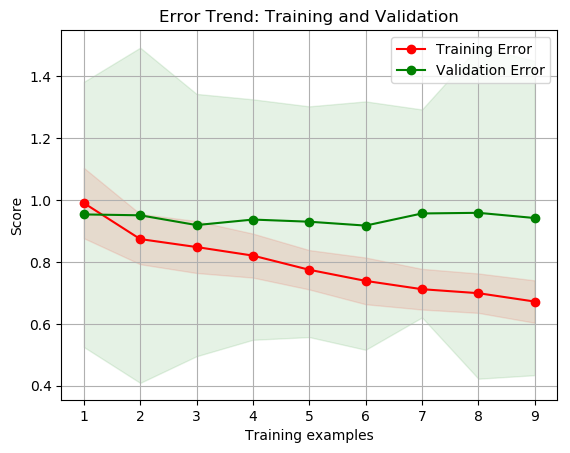 Error Trend: Training and Validation
Training Error
Validation Error
1.4
1.2
1.0
0.8
0.6
0.4
Score
1 2 3 4 5 6 7 8 9
Training examples